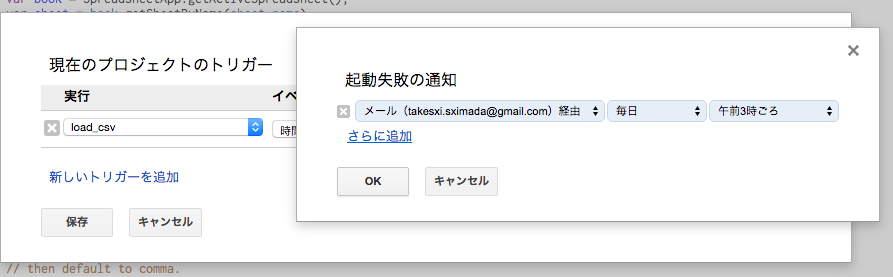 var book = SpreadsheetApp.getActiveSpreadsheet();
var sheet = book.getSheetByName(sheet_name)
現在のプロジェクトのトリガー
実行
イベ
load_csv
時間
新しいトリガーを追加
保存
キャンセル
起動失敗の通知
メール（takesxi.sximada@gmail.com）経由
毎日
午前3時ごろ
さらに追加
OK
キャンセル
// then default to comma.